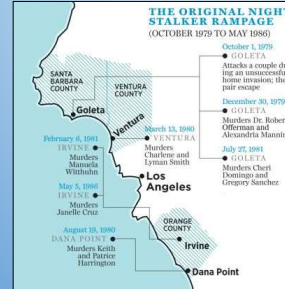 THE ORIGINAL NIGHT
STALKER RAMPAGE
(OCTOBER 1979 TO MAY 1986)
October 1, 1979
GOLETA
Attacks a couple
ing an unsuccessful
home invasion; the
pair escape
December 30, 1979
GOLETA
Murders Dr. Robert
Offerman and
Alexandria Manning
July 27, 1981
GOLETA
Murders Cheri
Domingo and
Gregory Sanchez
SANTA
BARBARA
COUNTY
VENTURA
COUNTY
Goleta
Ventura
March 13, 1980
VENTURA
Murders
Charlene and
Lyman Smith
February 6, 1981
IRVINE
Murders
Manuela
Witthuhn
Los
Angeles
May 5, 1986
IRVINE
Murders
Janelle Cruz
ORANGE
COUNTY
Irvine
August 19, 1980
DANA POINT
Murders Keith
and Patrice
Harrington
Dana Point